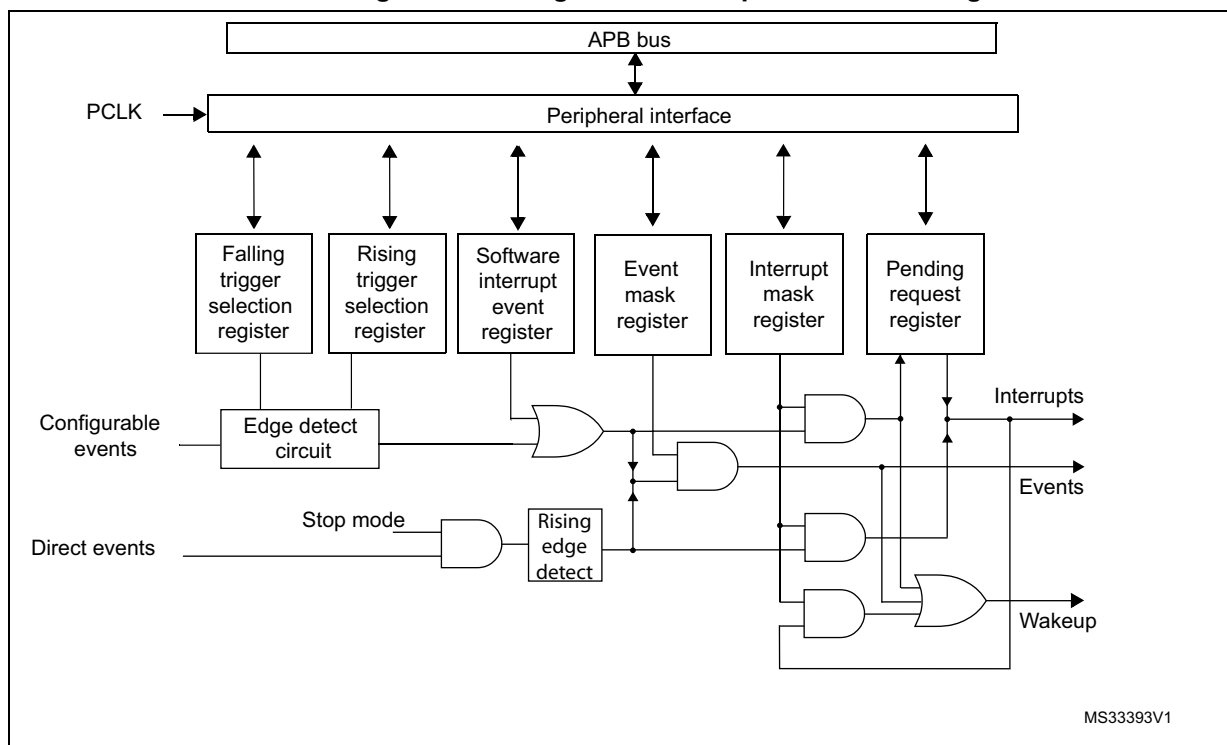 APB bus
PCLK
Peripheral interface
Falling
trigger
selection
register
Rising
trigger
selection
register
Software
interrupt
event
register
Event
mask
register
Interrupt
mask
register
Pending
request
register
Configurable
events
Edge detect
circuit
Interrupts
Events
Stop mode
Direct events
Rising
edge
detect
Wakeup
MS33393V1